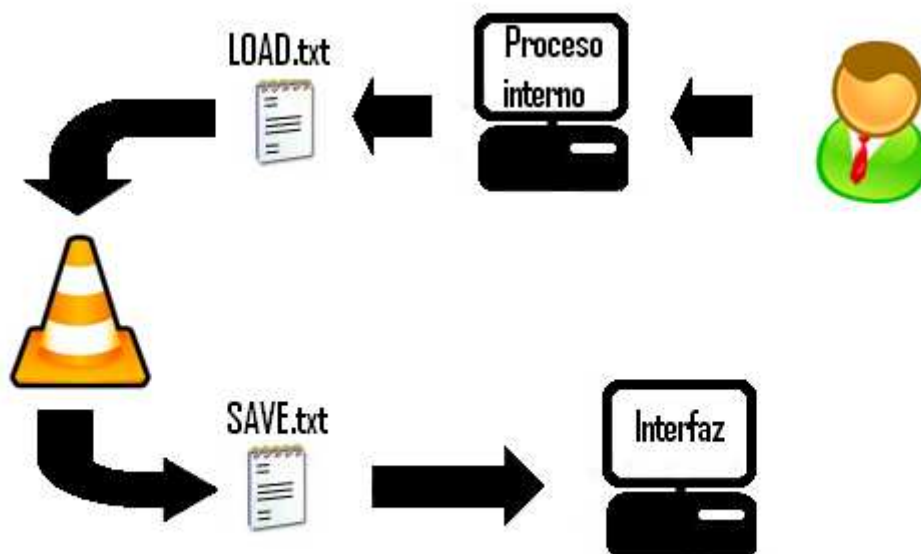 LOAD.txt
Proceso
interno
SAVE.txt
Interfaz